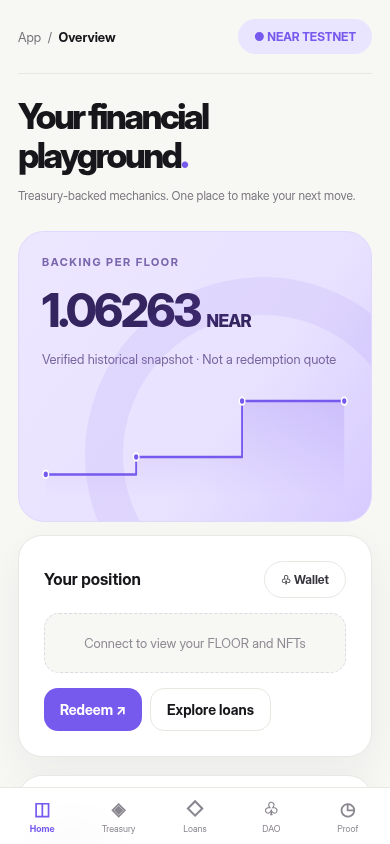 App / Overview
NEAR TESTNET
Your financial
playground.
Treasury-backed mechanics. One place to make your next move.
BACKING PER FLOOR
1.06263 NEAR
Verified historical snapshot · Not a redemption quote
Your position
Wallet
Connect to view your FLOOR and NFTs
Redeem ↗
Explore loans
Home
Treasury
Loans
DAO
Proof